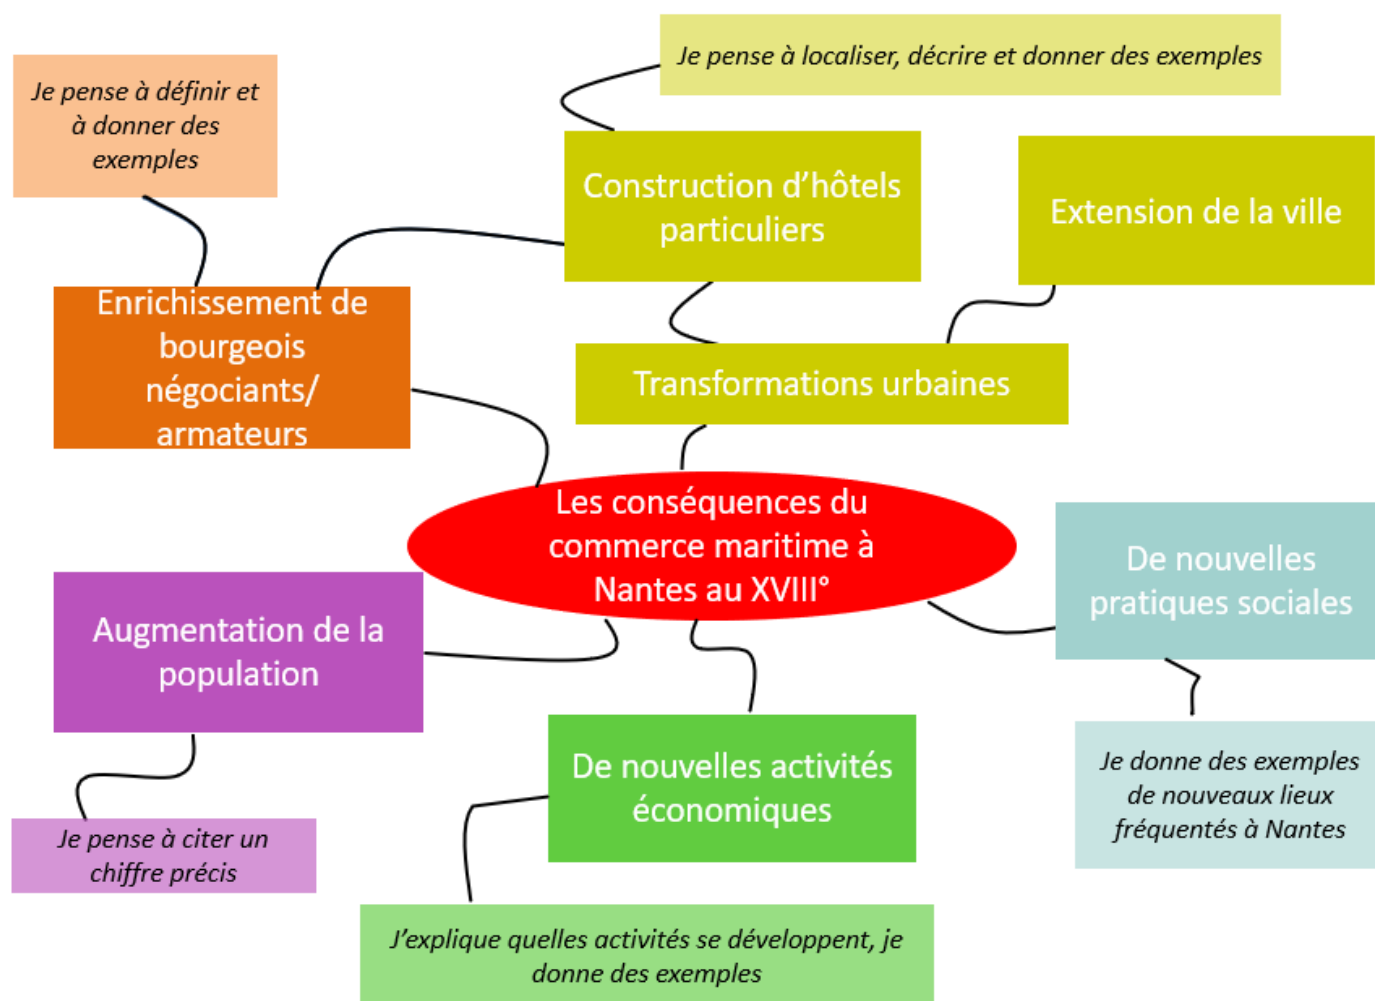 Je pense à localiser, décrire et donner des exemples
Je pense à définir et
à donner des
exemples
Construction d’hôtels
particuliers
Extension de la ville
Enrichissement de
bourgeois
négociants/
armateurs
Transformations urbaines
Les conséquences du
commerce maritime à
Nantes au XVIII°
De nouvelles
pratiques sociales
Augmentation de la
population
De nouvelles activités
économiques
Je donne des exemples
de nouveaux lieux
fréquentés à Nantes
Je pense à citer un
chiffre précis
J’explique quelles activités se développent, je
donne des exemples